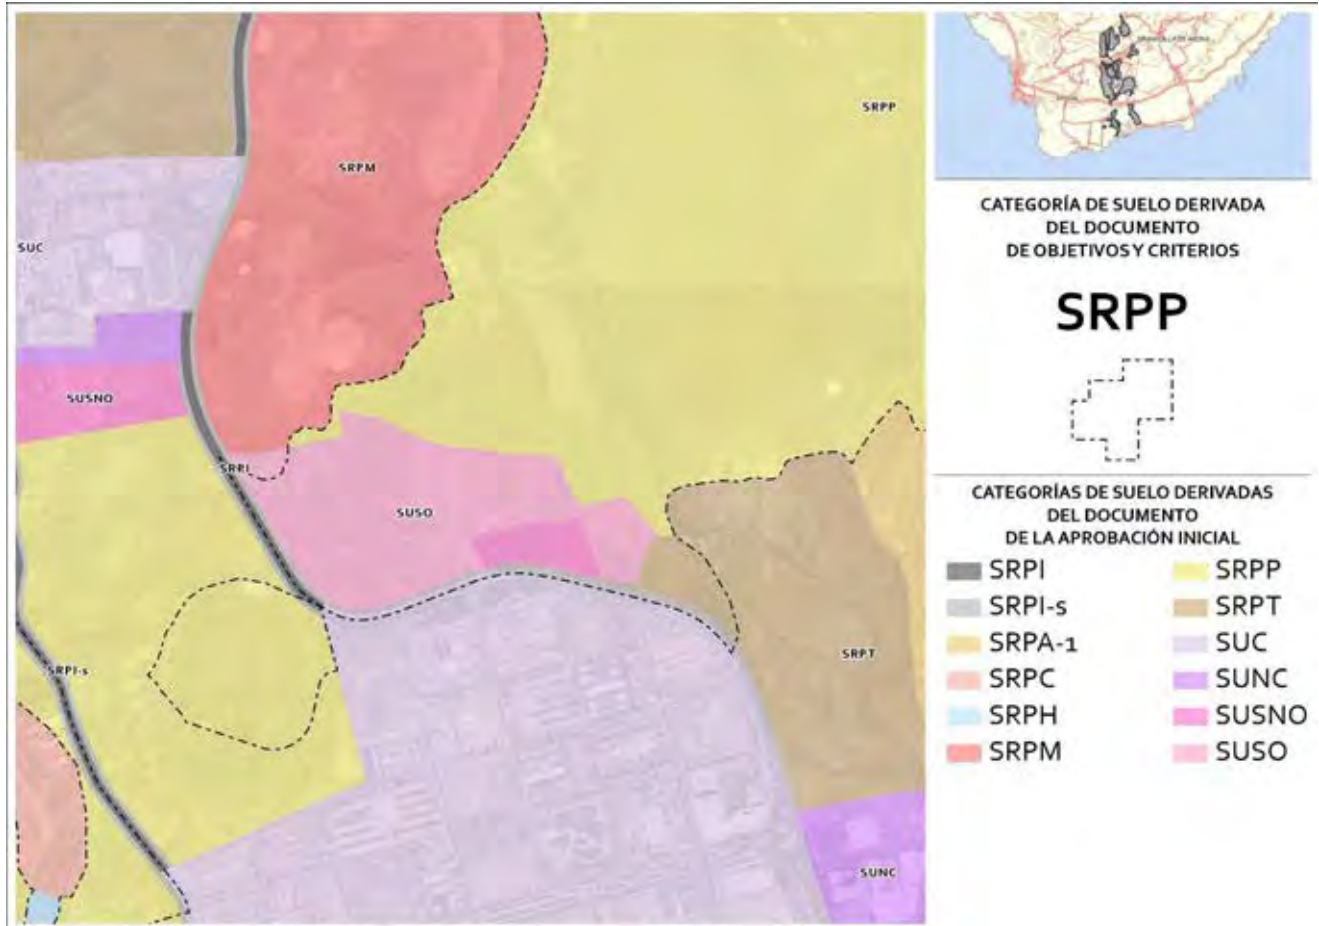 SRPP
SRPM
SUC
SUSNO
SRPI
SUSO
SRPI-s
SRPT
SUNC
CATEGORÍA DE SUELO DERIVADA
DEL DOCUMENTO
DE OBJETIVOS Y CRITERIOS
SRPP
CATEGORÍAS DE SUELO DERIVADAS
DEL DOCUMENTO
DE LA APROBACIÓN INICIAL
SRPI
SRPI-s
SRPA-1
SRPC
SRPH
SRPM
SRPP
SRPT
SUC
SUNC
SUSNO
SUSO